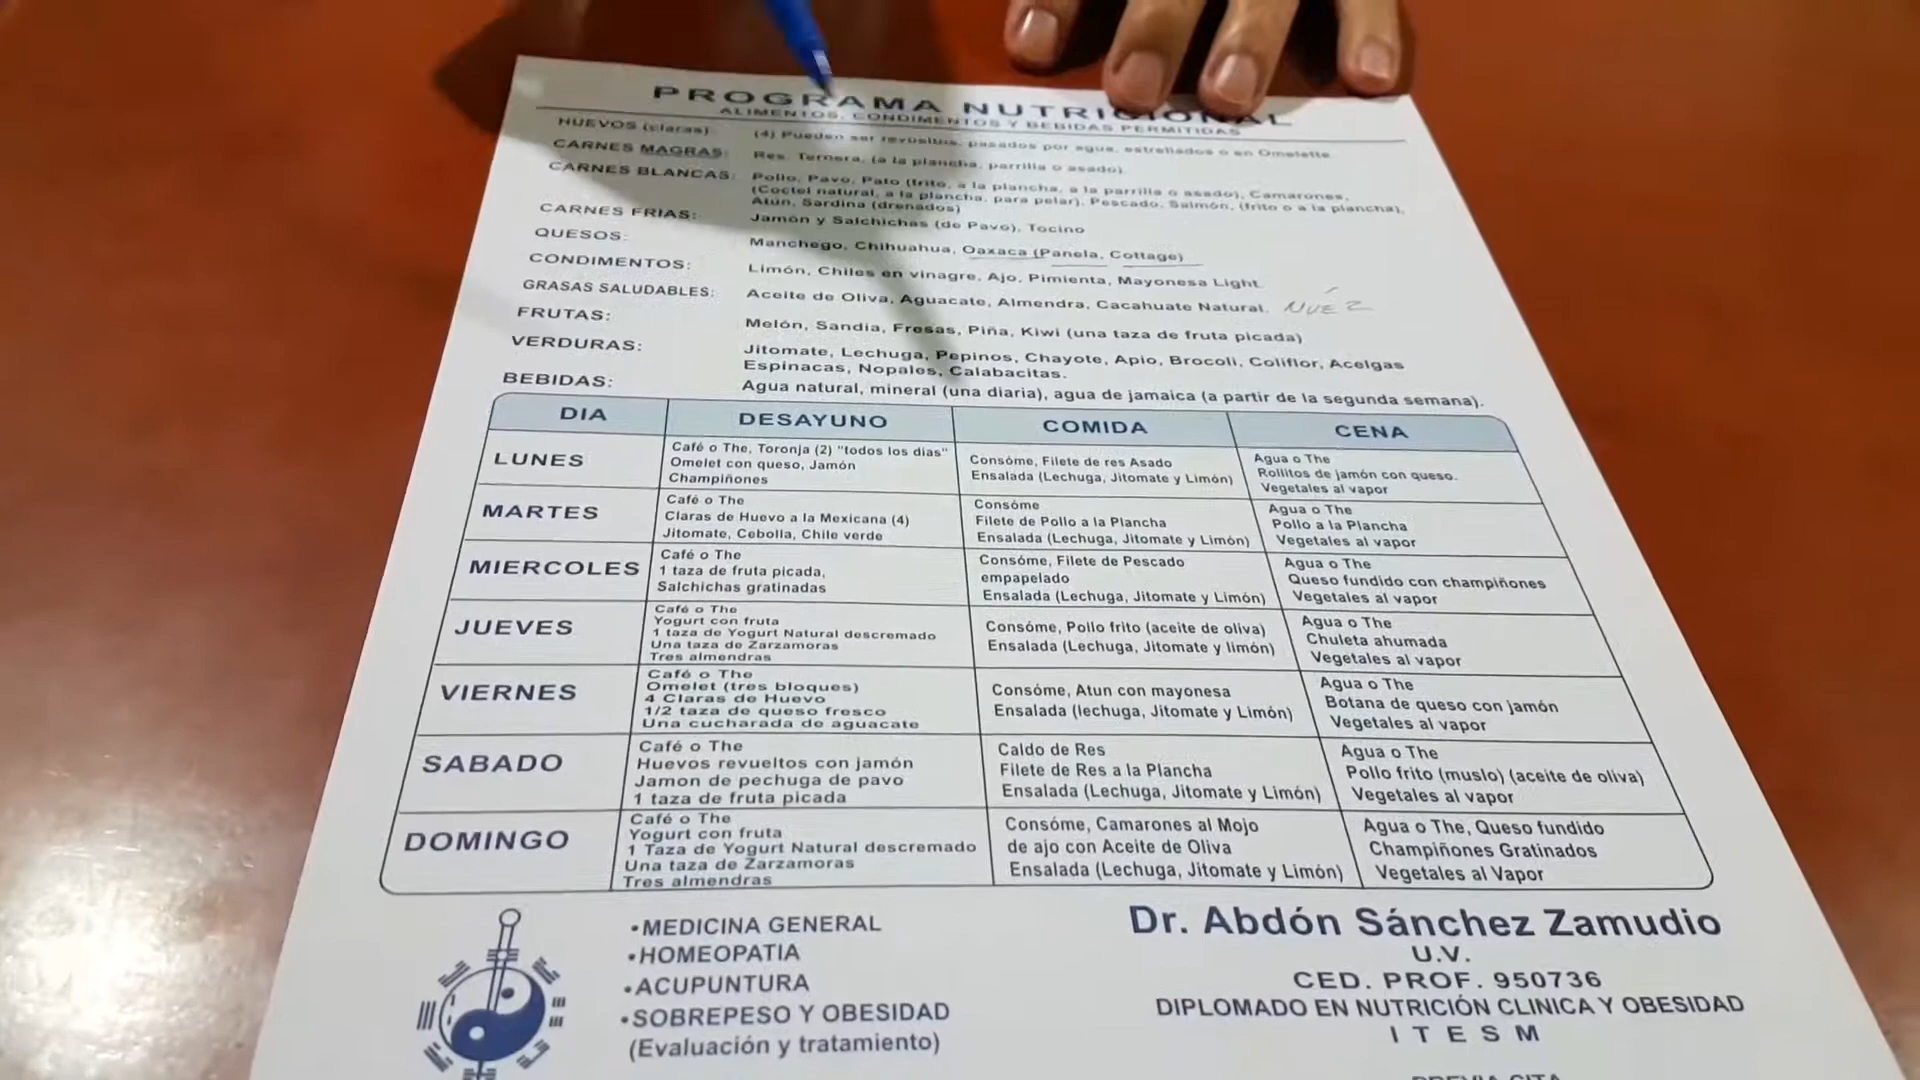 PROGRAMA NUTRICIONAL
ALIMENTOS, CONDIMENTOS Y BEBIDAS PERMITIDAS
HUEVOS (claras) (4) Pueden ser revueltos, pasados por agua, estrellados o en Omelette
CARNES MAGRAS: Res, Ternera, (a la plancha, parrilla o asado)
CARNES BLANCAS: Pollo, Pavo, Pato (frito, a la plancha, a la parrilla o asado), Camarones,
(Coctel natural, a la plancha, para pelar), Pescado, Salmón, (frito o a la plancha),
Atún, Sardina (drenados)
CARNES FRIAS: Jamón y Salchichas (de Pavo), Tocino
QUESOS: Manchego, Chihuahua, Oaxaca (Panela, Cottage)
CONDIMENTOS: Limón, Chiles en vinagre, Ajo, Pimienta, Mayonesa Light.
GRASAS SALUDABLES: Aceite de Oliva, Aguacate, Almendra, Cacahuate Natural. NUÉZ
FRUTAS: Melón, Sandia, Fresas, Piña, Kiwi (una taza de fruta picada)
VERDURAS: Jitomate, Lechuga, Pepinos, Chayote, Apio, Brocoli, Coliflor, Acelgas
Espinacas, Nopales, Calabacitas.
BEBIDAS: Agua natural, mineral (una diaria), agua de jamaica (a partir de la segunda semana).
DIA DESAYUNO COMIDA CENA
LUNES
Café o The, Toronja (2) "todos los días"
Omelet con queso, Jamón
Champiñones
Consóme, Filete de res Asado
Ensalada (Lechuga, Jitomate y Limón)
Agua o The
Rollitos de jamón con queso.
Vegetales al vapor
MARTES
Café o The
Claras de Huevo a la Mexicana (4)
Jitomate, Cebolla, Chile verde
Consóme
Filete de Pollo a la Plancha
Ensalada (Lechuga, Jitomate y Limón)
Agua o The
Pollo a la Plancha
Vegetales al vapor
MIERCOLES
Café o The
1 taza de fruta picada,
Salchichas gratinadas
Consóme, Filete de Pescado
empapelado
Ensalada (Lechuga, Jitomate y Limón)
Agua o The
Queso fundido con champiñones
Vegetales al vapor
JUEVES
Café o The
Yogurt con fruta
1 taza de Yogurt Natural descremado
Una taza de Zarzamoras
Tres almendras
Consóme, Pollo frito (aceite de oliva)
Ensalada (Lechuga, Jitomate y limón)
Agua o The
Chuleta ahumada
Vegetales al vapor
VIERNES
Café o The
Omelet (tres bloques)
4 Claras de Huevo
1/2 taza de queso fresco
Una cucharada de aguacate
Consóme, Atun con mayonesa
Ensalada (lechuga, Jitomate y Limón)
Agua o The
Botana de queso con jamón
Vegetales al vapor
SABADO
Café o The
Huevos revueltos con jamón
Jamon de pechuga de pavo
1 taza de fruta picada
Caldo de Res
Filete de Res a la Plancha
Ensalada (Lechuga, Jitomate y Limón)
Agua o The
Pollo frito (muslo) (aceite de oliva)
Vegetales al vapor
DOMINGO
Café o The
Yogurt con fruta
1 Taza de Yogurt Natural descremado
Una taza de Zarzamoras
Tres almendras
Consóme, Camarones al Mojo
de ajo con Aceite de Oliva
Ensalada (Lechuga, Jitomate y Limón)
Agua o The, Queso fundido
Champiñones Gratinados
Vegetales al Vapor
•MEDICINA GENERAL
•HOMEOPATIA
•ACUPUNTURA
•SOBREPESO Y OBESIDAD
(Evaluación y tratamiento)
Dr. Abdón Sánchez Zamudio
U.V.
CED. PROF. 950736
DIPLOMADO EN NUTRICIÓN CLINICA Y OBESIDAD
I T E S M
PREVIA CITA